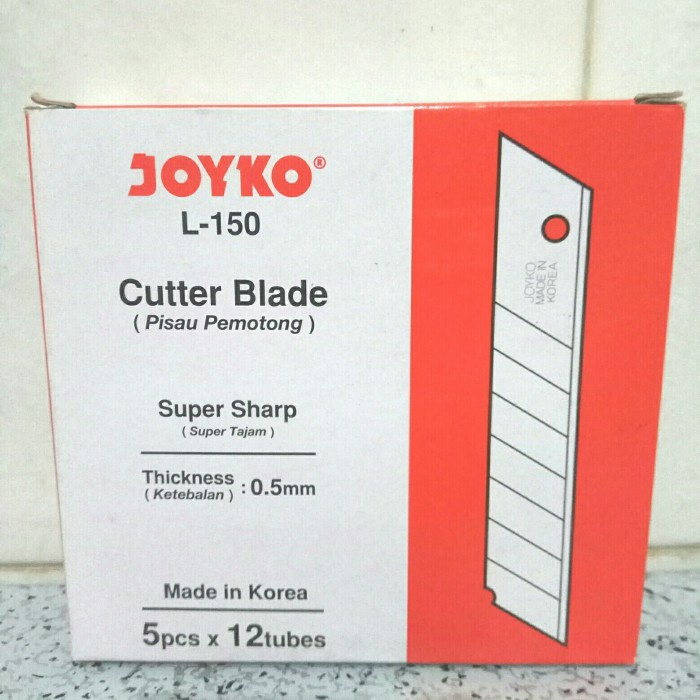 JOYKO®
L-150
Cutter Blade
( Pisau Pemotong )
Super Sharp
( Super Tajam )
Thickness : 0.5mm
( Ketebalan )
Made in Korea
5pcs x 12tubes
JOYKO
MADE IN
KOREA